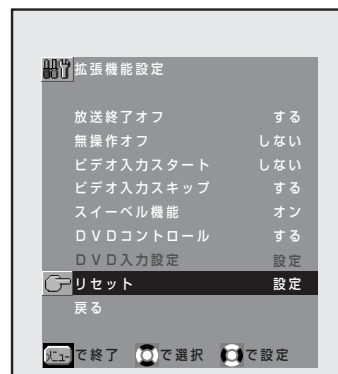 拡張機能設定
放送終了オフ する
無操作オフ しない
ビデオ入力スタート しない
ビデオ入力スキップ する
スイーベル機能 オン
DVDコントロール する
DVD入力設定 設定
リセット 設定
戻る
メニューで終了 で選択 で設定